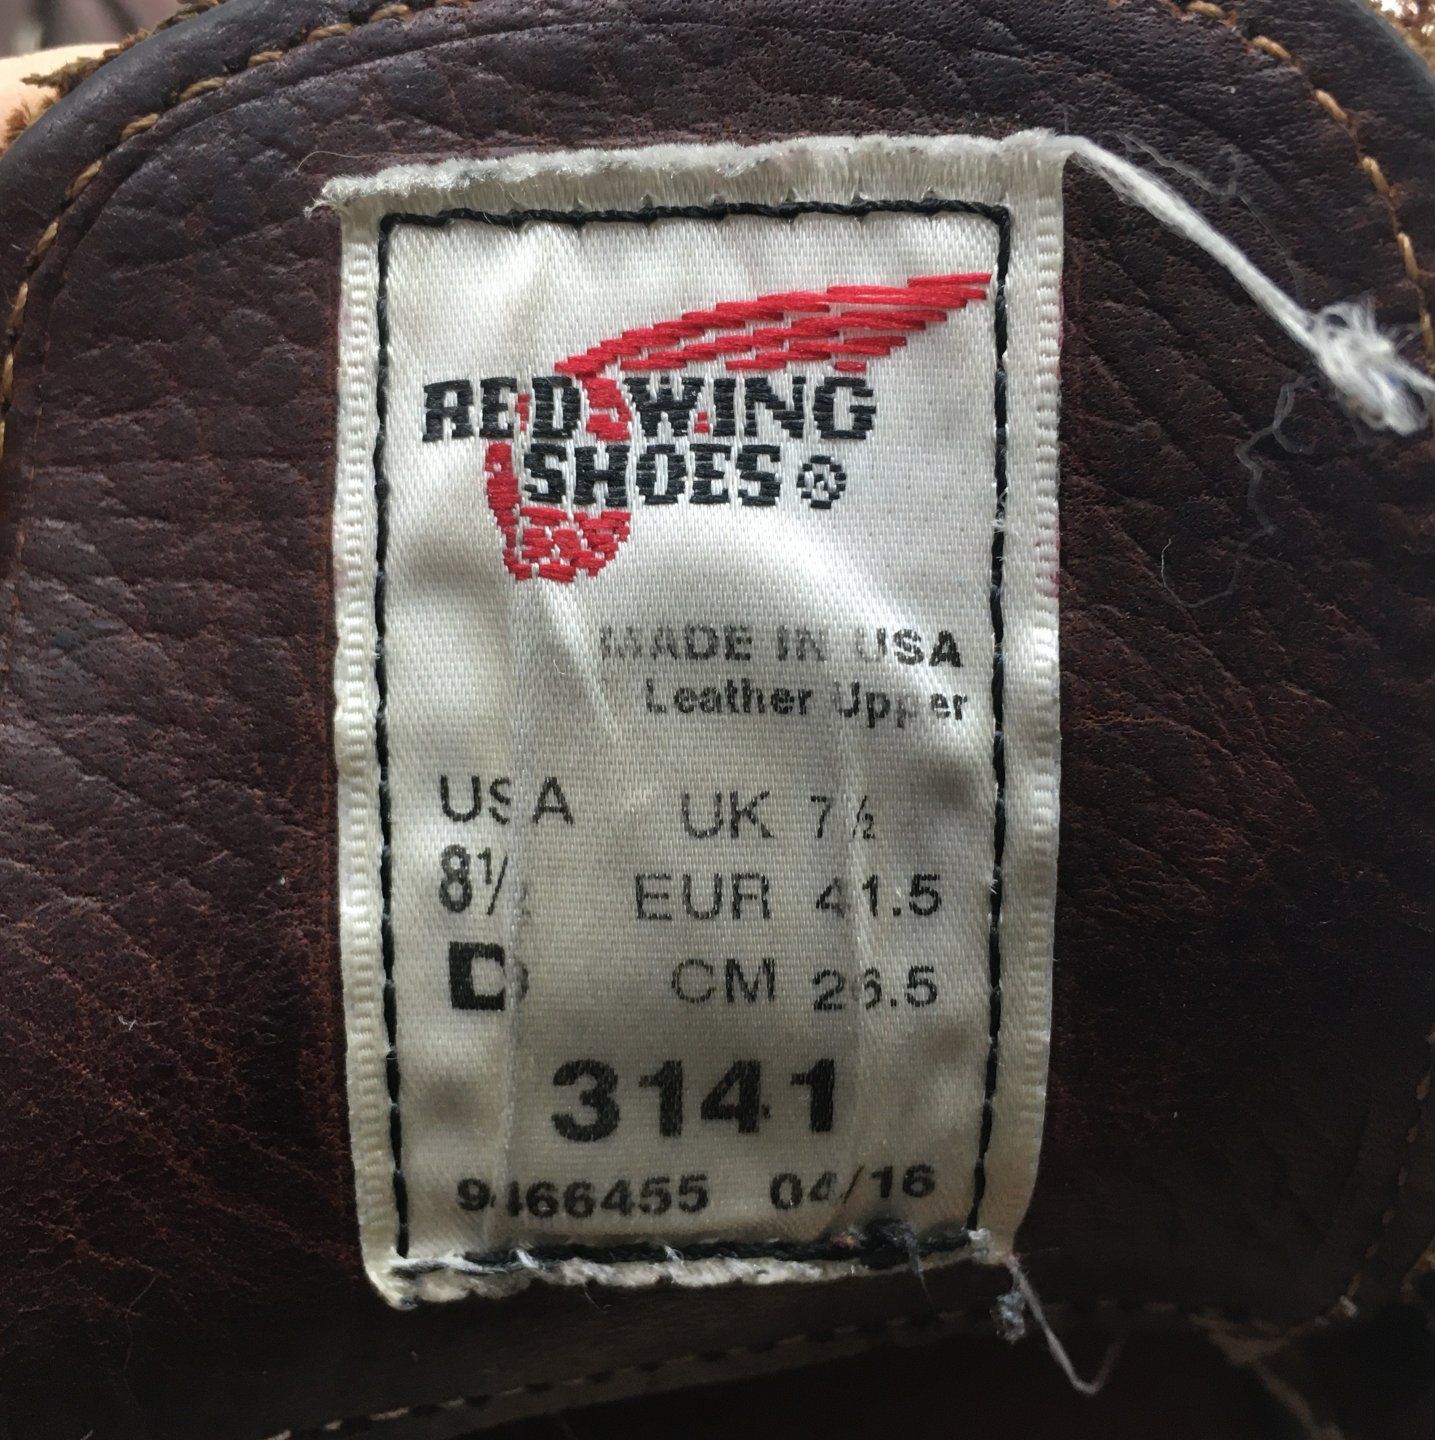 RED WING
SHOES ®
MADE IN USA
Leather Upper
USA UK 7½
8½ EUR 41.5
D CM 26.5
3141
9466455 04/16